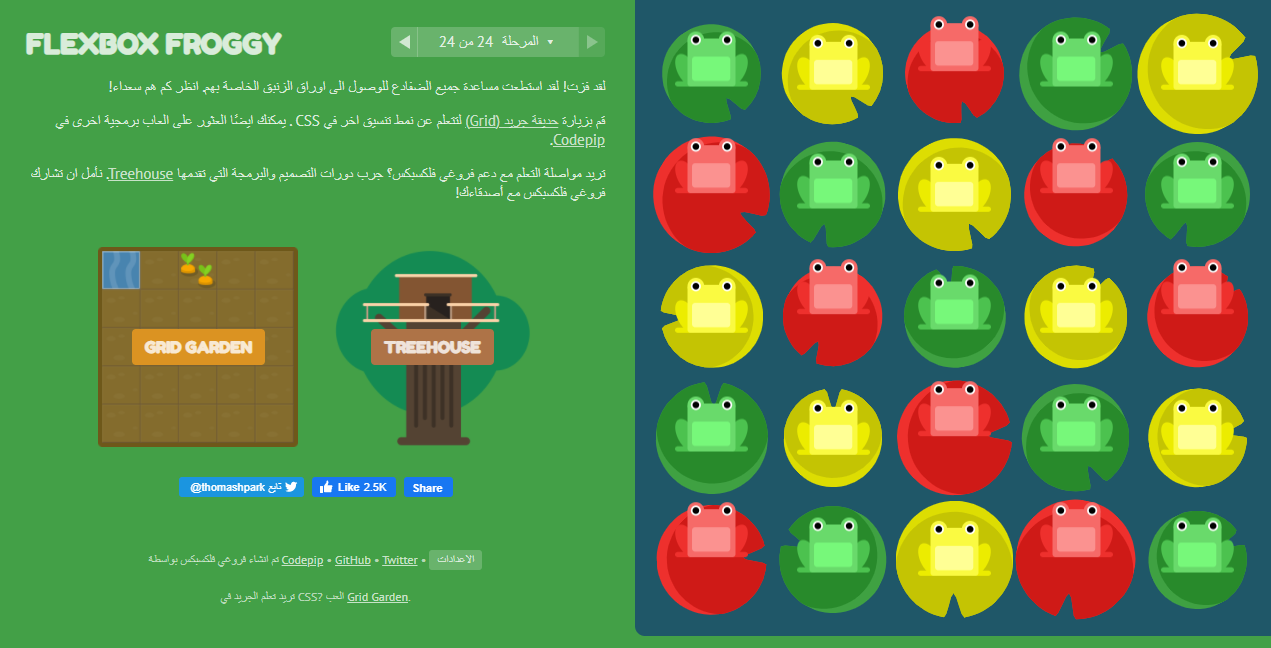 FLEXBOX FROGGY
المرحلة 24 من 24
لقد فزت! لقد استطعت مساعدة جميع الضفادع للوصول الى اوراق الزنبق الخاصة بهم. انظر كم هم سعداء!
قم بزيارة حديقة جريد (Grid) لتتعلم عن نمط تنسيق اخر في CSS . يمكنك ايضًا العثور على العاب برمجية اخرى في
Codepip.
تريد مواصلة التعلم مع دعم فروغي فلكسبكس؟ جرب دورات التصميم والبرمجة التي تقدمها Treehouse. نأمل ان تشارك
فروغي فلكسبكس مع أصدقاءك!
GRID GARDEN
TREEHOUSE
تابع @thomashpark
Like 2.5K
Share
تم انشاء فروغي فلكسبكس بواسطة Codepip • GitHub • Twitter • الاعدادات
تريد تعلم الجريد في CSS? العب Grid Garden.